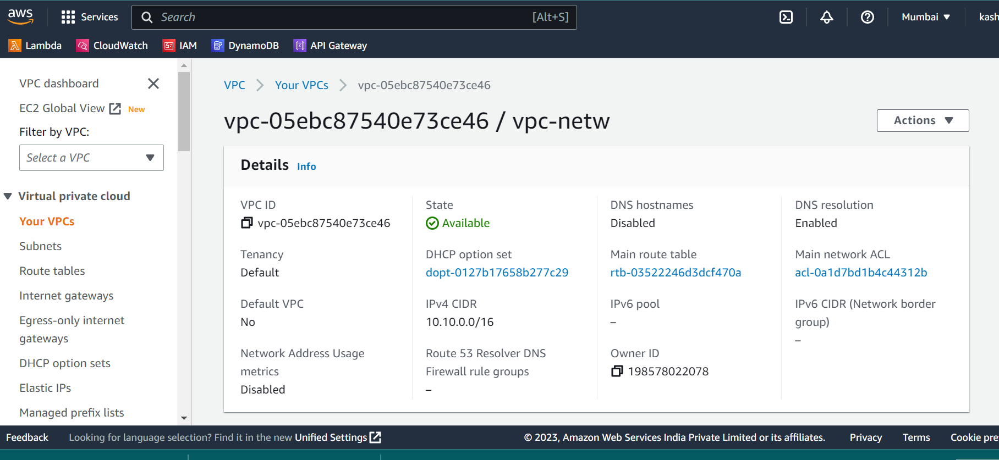 aws
Services
Search [Alt+S]
Mumbai
kash
Lambda CloudWatch IAM DynamoDB API Gateway
VPC dashboard
EC2 Global View New
Filter by VPC:
Select a VPC
Virtual private cloud
Your VPCs
Subnets
Route tables
Internet gateways
Egress-only internet
gateways
DHCP option sets
Elastic IPs
Managed prefix lists
VPC Your VPCs vpc-05ebc87540e73ce46
vpc-05ebc87540e73ce46 / vpc-netw
Actions
Details Info
VPC ID
vpc-05ebc87540e73ce46
State
Available
DNS hostnames
Disabled
DNS resolution
Enabled
Tenancy
Default
DHCP option set
dopt-0127b17658b277c29
Main route table
rtb-03522246d3dcf470a
Main network ACL
acl-0a1d7bd1b4c44312b
Default VPC
No
IPv4 CIDR
10.10.0.0/16
IPv6 pool
–
IPv6 CIDR (Network border
group)
–
Network Address Usage
metrics
Disabled
Route 53 Resolver DNS
Firewall rule groups
–
Owner ID
198578022078
Feedback Looking for language selection? Find it in the new Unified Settings © 2023, Amazon Web Services India Private Limited or its affiliates. Privacy Terms Cookie pre